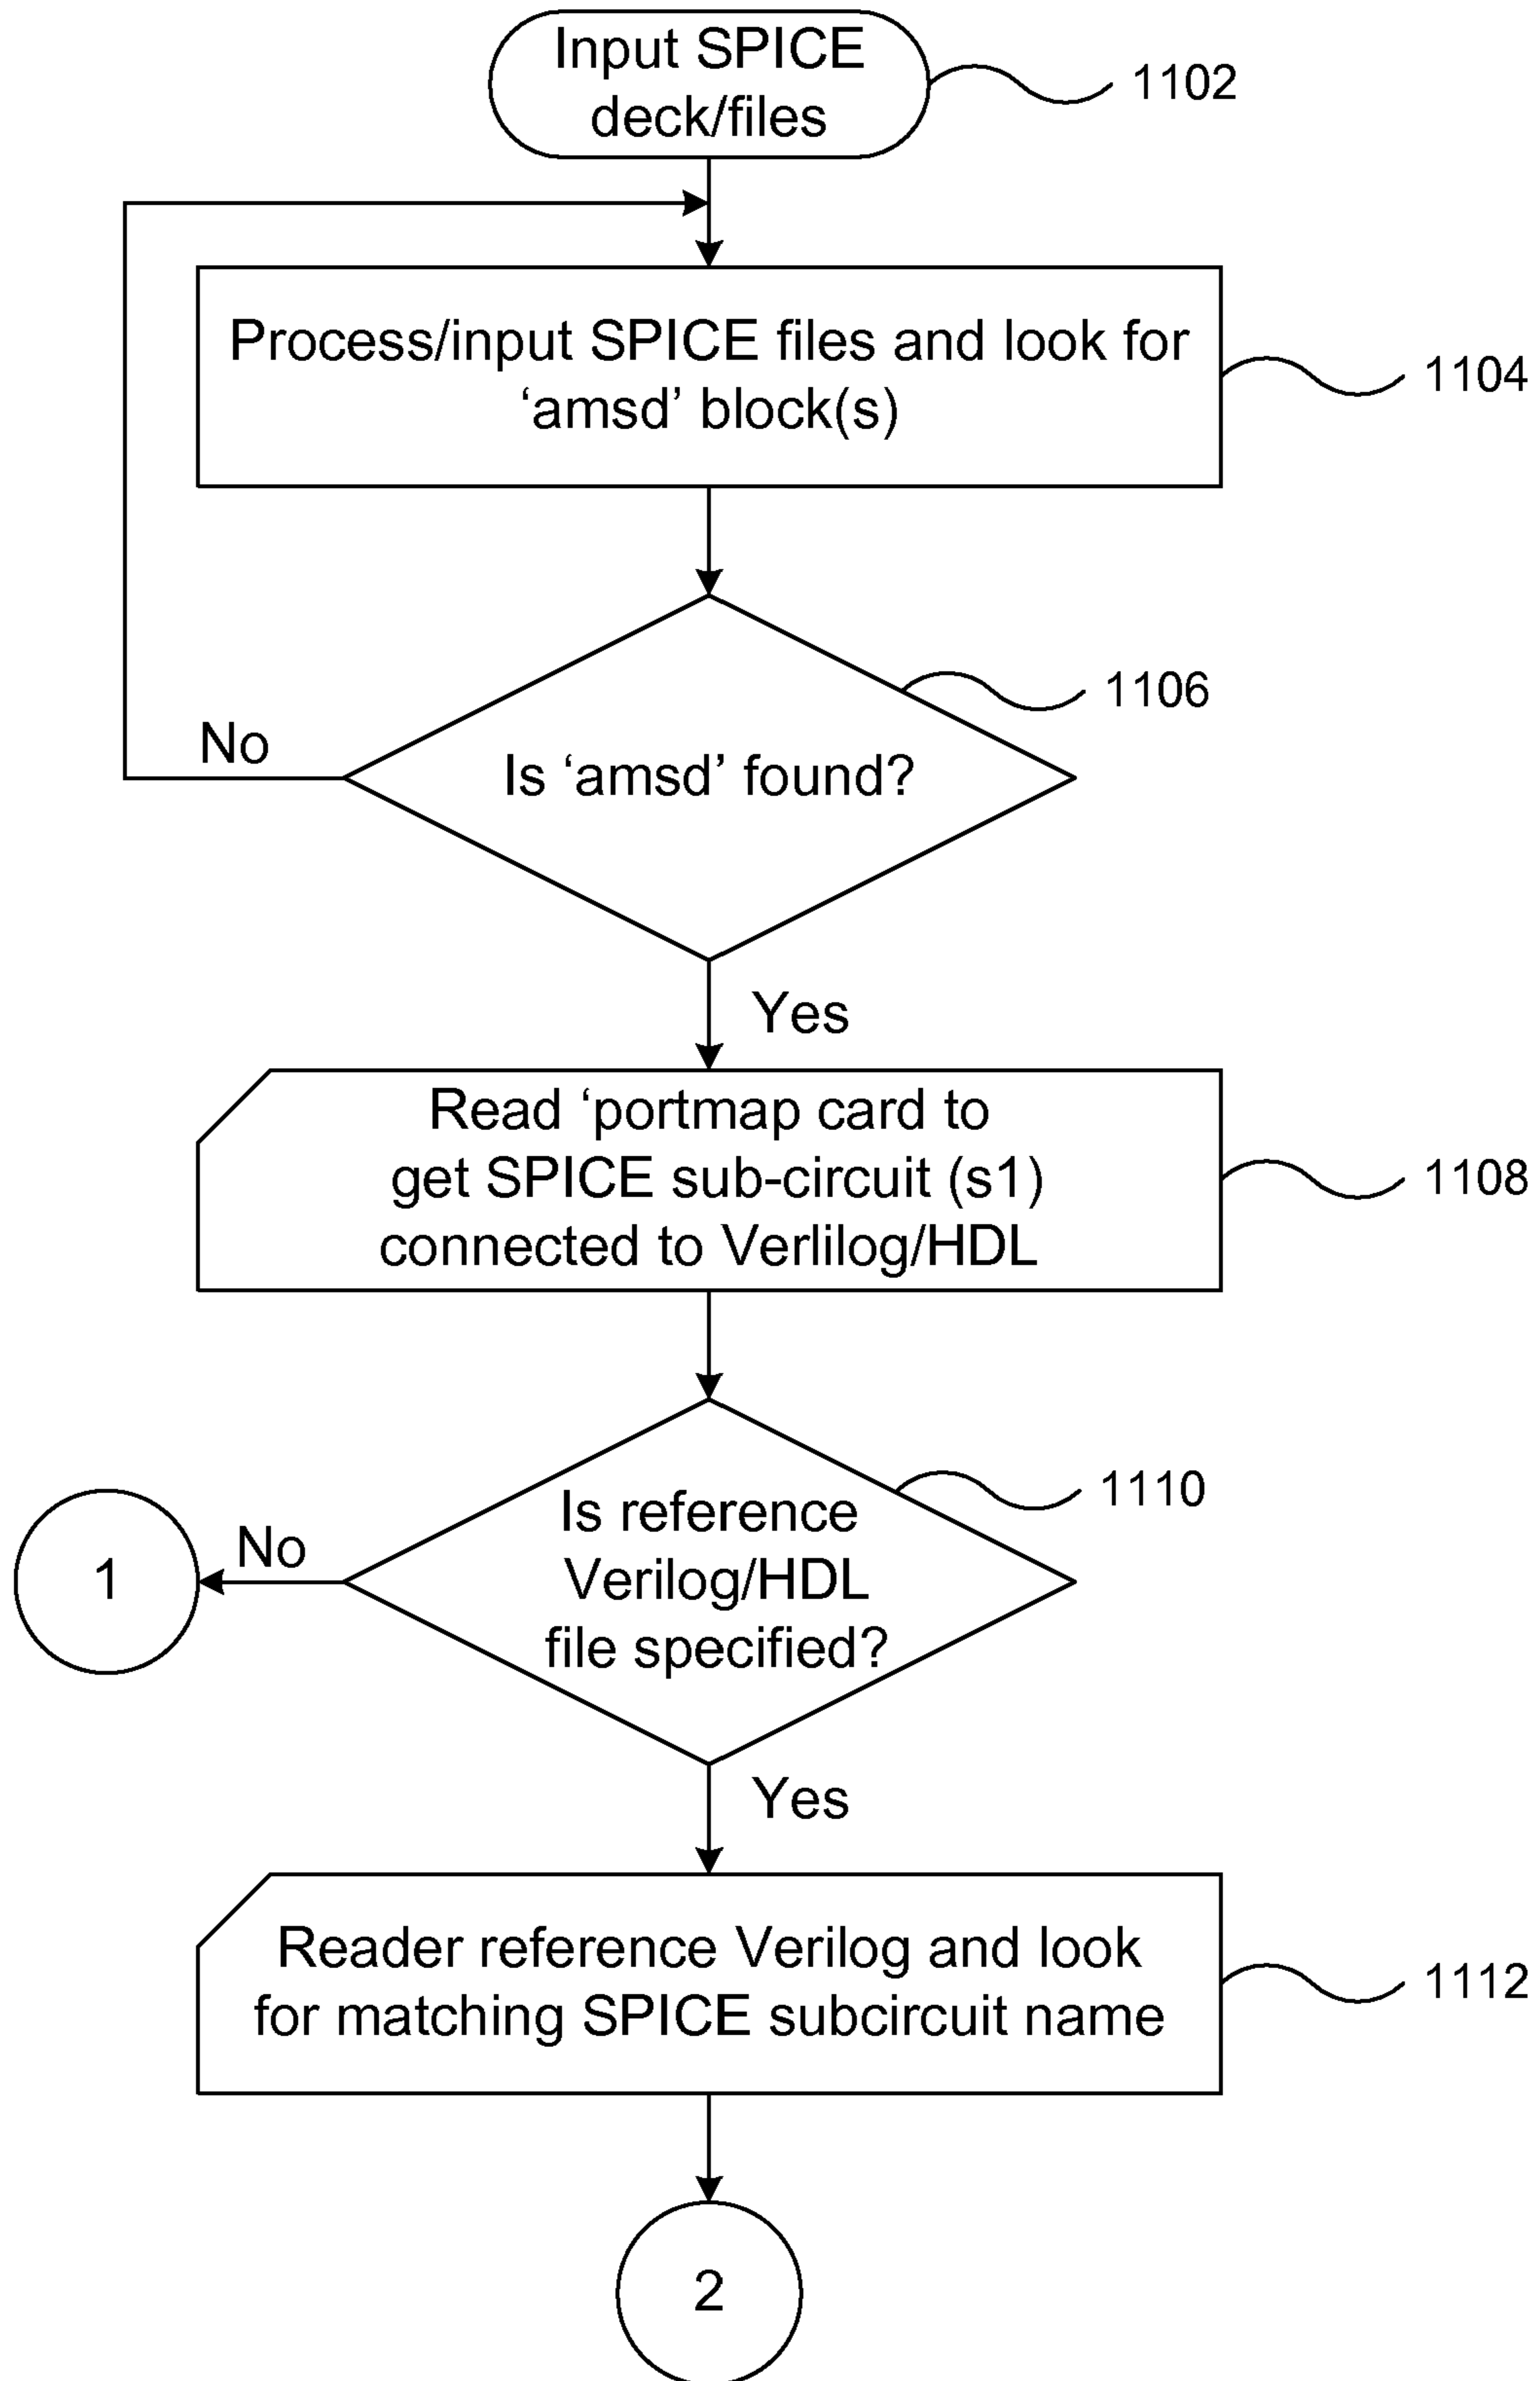 Input SPICE
deck/files
1102
Process/input SPICE files and look for
‘amsd’ block(s)
1104
1106
Is ‘amsd’ found?
No
Yes
Read ‘portmap card to
get SPICE sub-circuit (s1)
connected to Verlilog/HDL
1108
1110
Is reference
Verilog/HDL
file specified?
No
1
Yes
Reader reference Verilog and look
for matching SPICE subcircuit name
1112
2